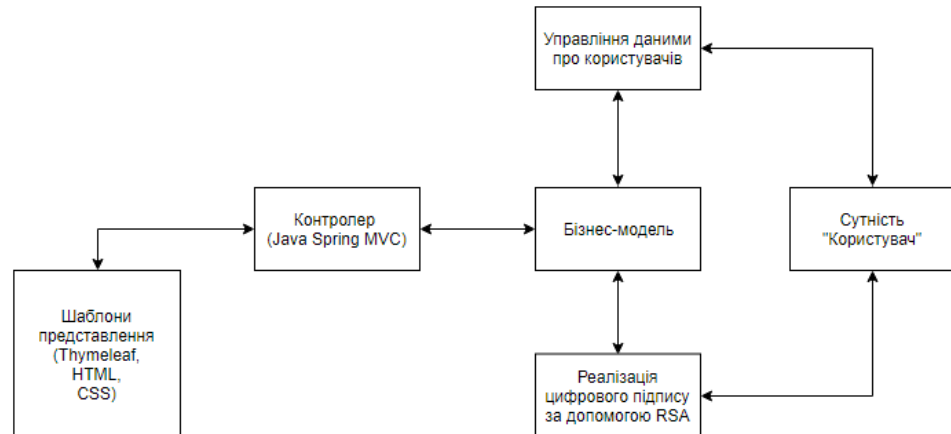 Управління даними
про користувачів
Контролер
(Java Spring MVC)
Бізнес-модель
Сутність
"Користувач"
Шаблони
представлення
(Thymeleaf,
HTML,
CSS)
Реалізація
цифрового підпису
за допомогою RSA